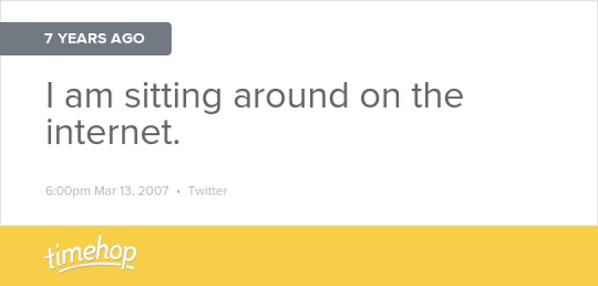 7 YEARS AGO
I am sitting around on the
internet.
6:00pm Mar 13, 2007 • Twitter
timehop